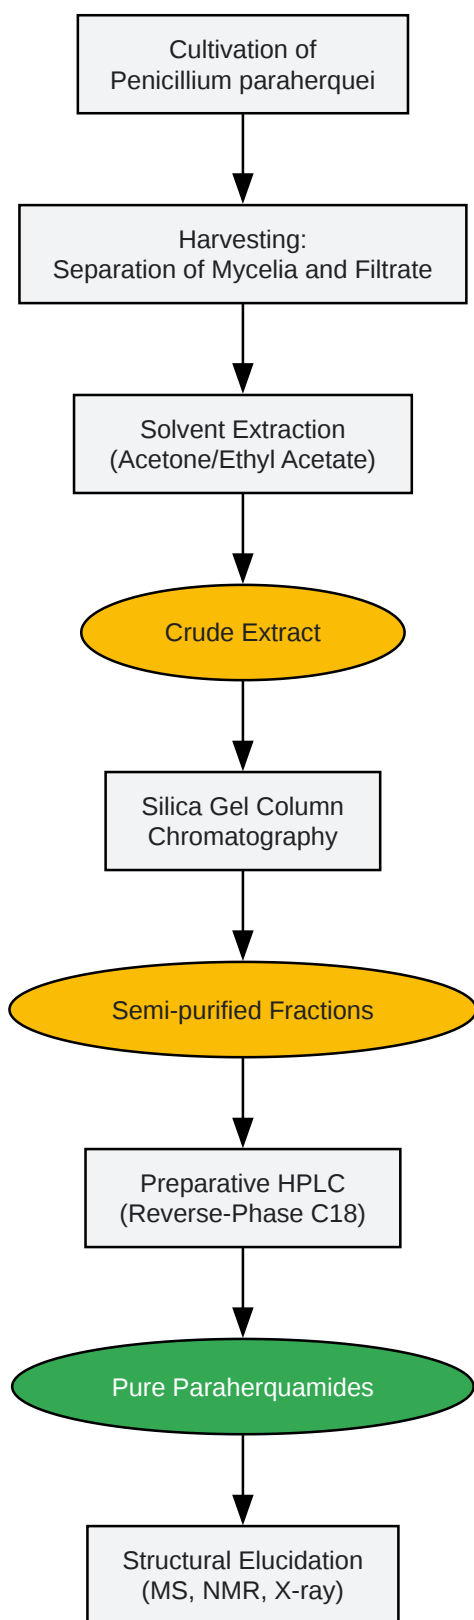 Cultivation of
Penicillium paraherquei
Harvesting:
Separation of Mycelia and Filtrate
Solvent Extraction
(Acetone/Ethyl Acetate)
Crude Extract
Silica Gel Column
Chromatography
Semi-purified Fractions
Preparative HPLC
(Reverse-Phase C18)
Pure Paraherquamides
Structural Elucidation
(MS, NMR, X-ray)